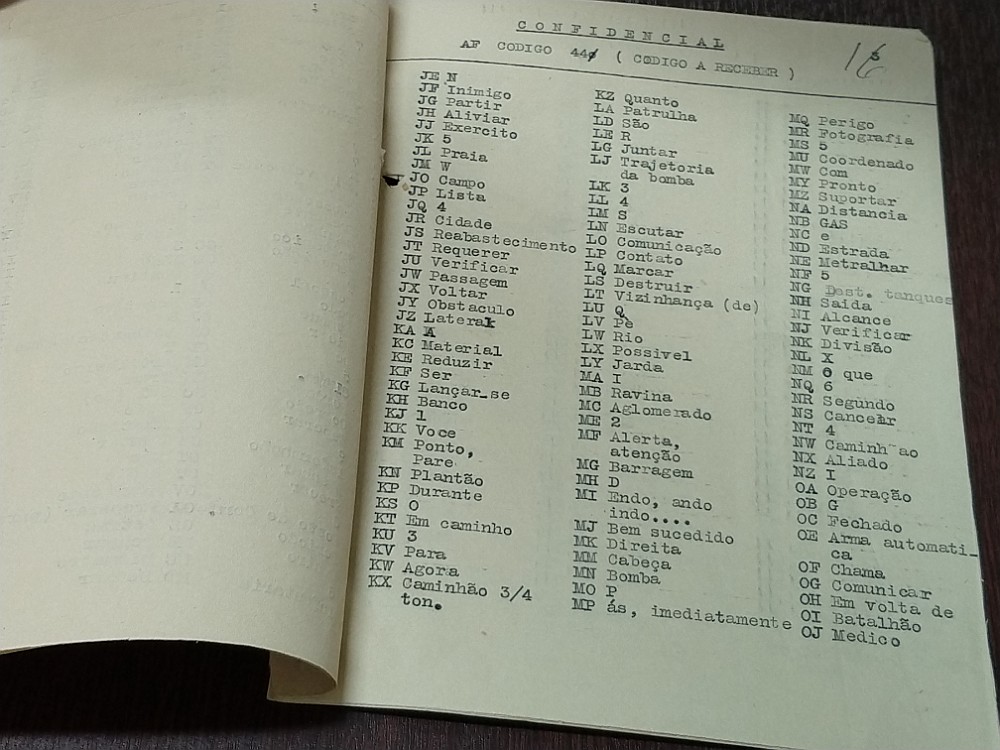 CONFIDENCIAL
AF CODIGO 44 ( CODIGO A RECEBER )
16
JE N
JF Inimigo
JG Partir
JH Aliviar
JJ Exercito
JK 5
JL Praia
JM W
JO Campo
JP Lista
JQ 4
JR Cidade
JS Reabastecimento
JT Requerer
JU Verificar
JW Passagem
JX Voltar
JY Obstaculo
JZ Lateral
KA A
KC Material
KE Reduzir
KF Ser
KG Lançar_se
KH Banco
KJ 1
KK Voce
KM Ponto,
Pare
KN Plantão
KP Durante
KS O
KT Em caminho
KU 3
KV Para
KW Agora
KX Caminhão 3/4
ton.
KZ Quanto
LA Patrulha
LD São
LE R
LG Juntar
LJ Trajetoria
da bomba
LK 3
LL 4
LM S
LN Escutar
LO Comunicação
LP Contato
LQ Marcar
LS Destruir
LT Vizinhança (de)
LU Q
LV Pé
LW Rio
LX Possivel
LY Jarda
MA I
MB Ravina
MC Aglomerado
ME 2
MF Alerta,
atenção
MG Barragem
MH D
MI Endo, ando
indo....
MJ Bem sucedido
MK Direita
MM Cabeça
MN Bomba
MO P
MP ás, imediatamente
MQ Perigo
MR Fotografia
MS 5
MU Coordenado
MW Com
MY Pronto
MZ Suportar
NA Distancia
NB GAS
NC e
ND Estrada
NE Metralhar
NF 5
NG Dest. tanques
NH Saida
NI Alcance
NJ Verificar
NK Divisão
NL X
NM O que
NQ 6
NR Segundo
NS Cancelar
NT 4
NW Caminh ao
NX Aliado
NZ I
OA Operação
OB G
OC Fechado
OE Arma automati-
ca
OF Chama
OG Comunicar
OH Em volta de
OI Batalhão
OJ Medico